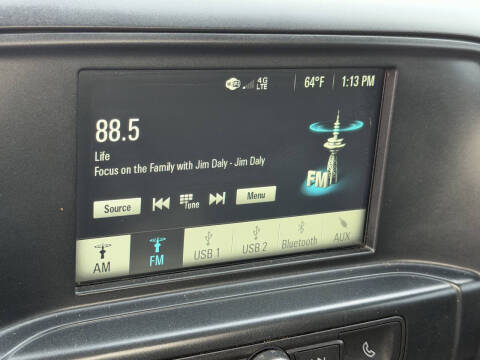 WiFi 4G LTE 64°F 1:13 PM
88.5
Life
Focus on the Family with Jim Daly - Jim Daly
FM
Source Tune Menu
AM FM USB 1 USB 2 Bluetooth AUX